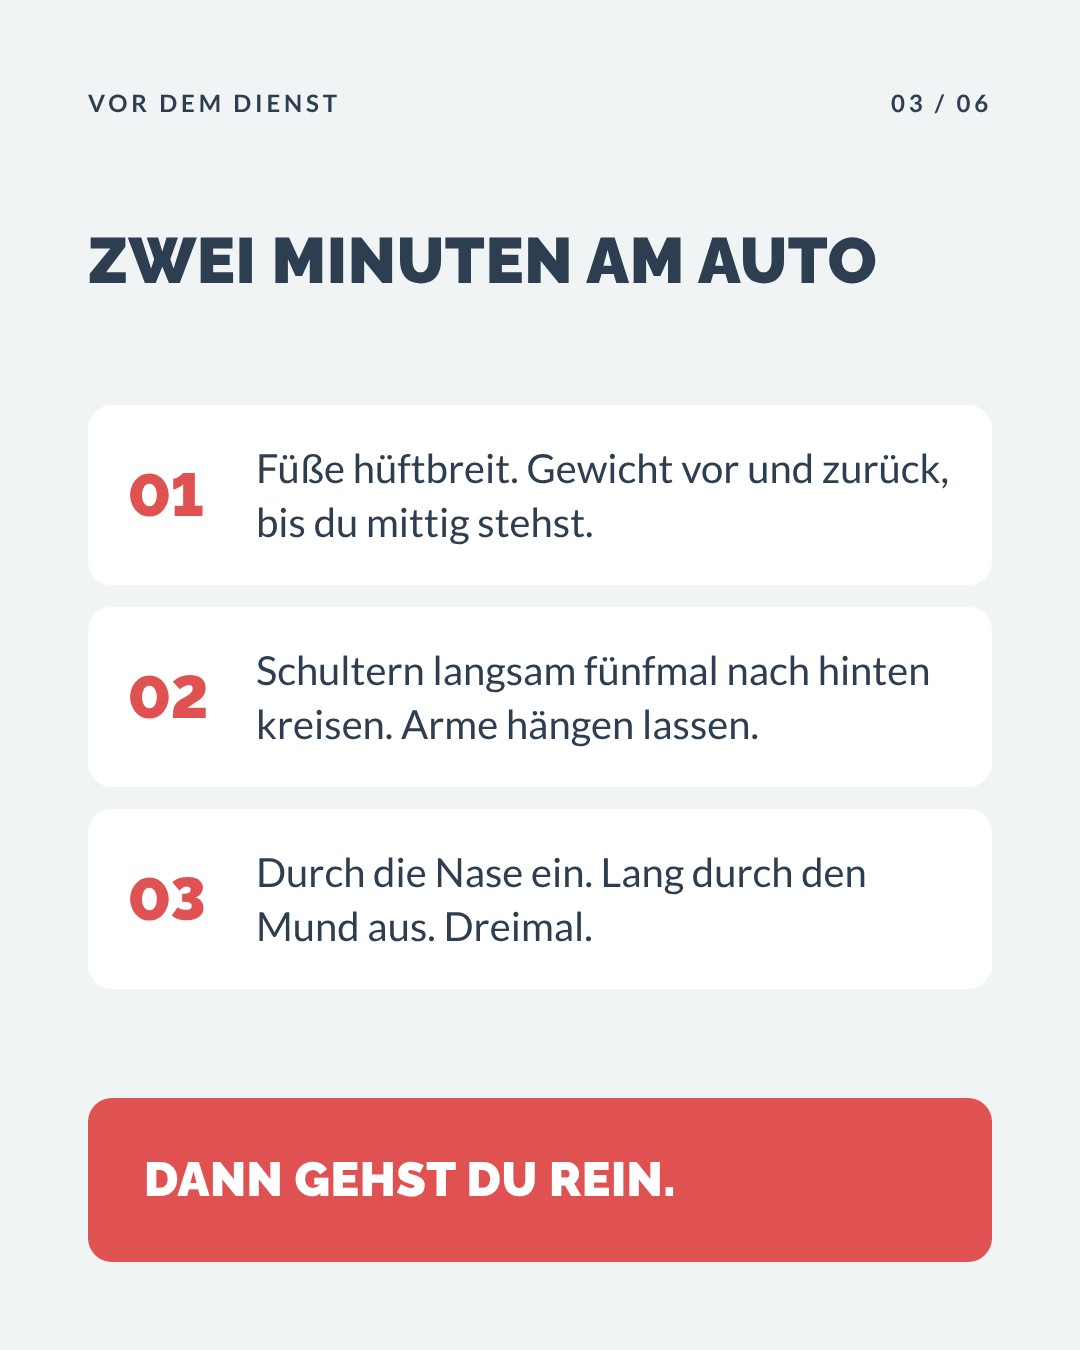 VOR DEM DIENST
03 / 06
ZWEI MINUTEN AM AUTO
01
Füße hüftbreit. Gewicht vor und zurück,
bis du mittig stehst.
02
Schultern langsam fünfmal nach hinten
kreisen. Arme hängen lassen.
03
Durch die Nase ein. Lang durch den
Mund aus. Dreimal.
DANN GEHST DU REIN.